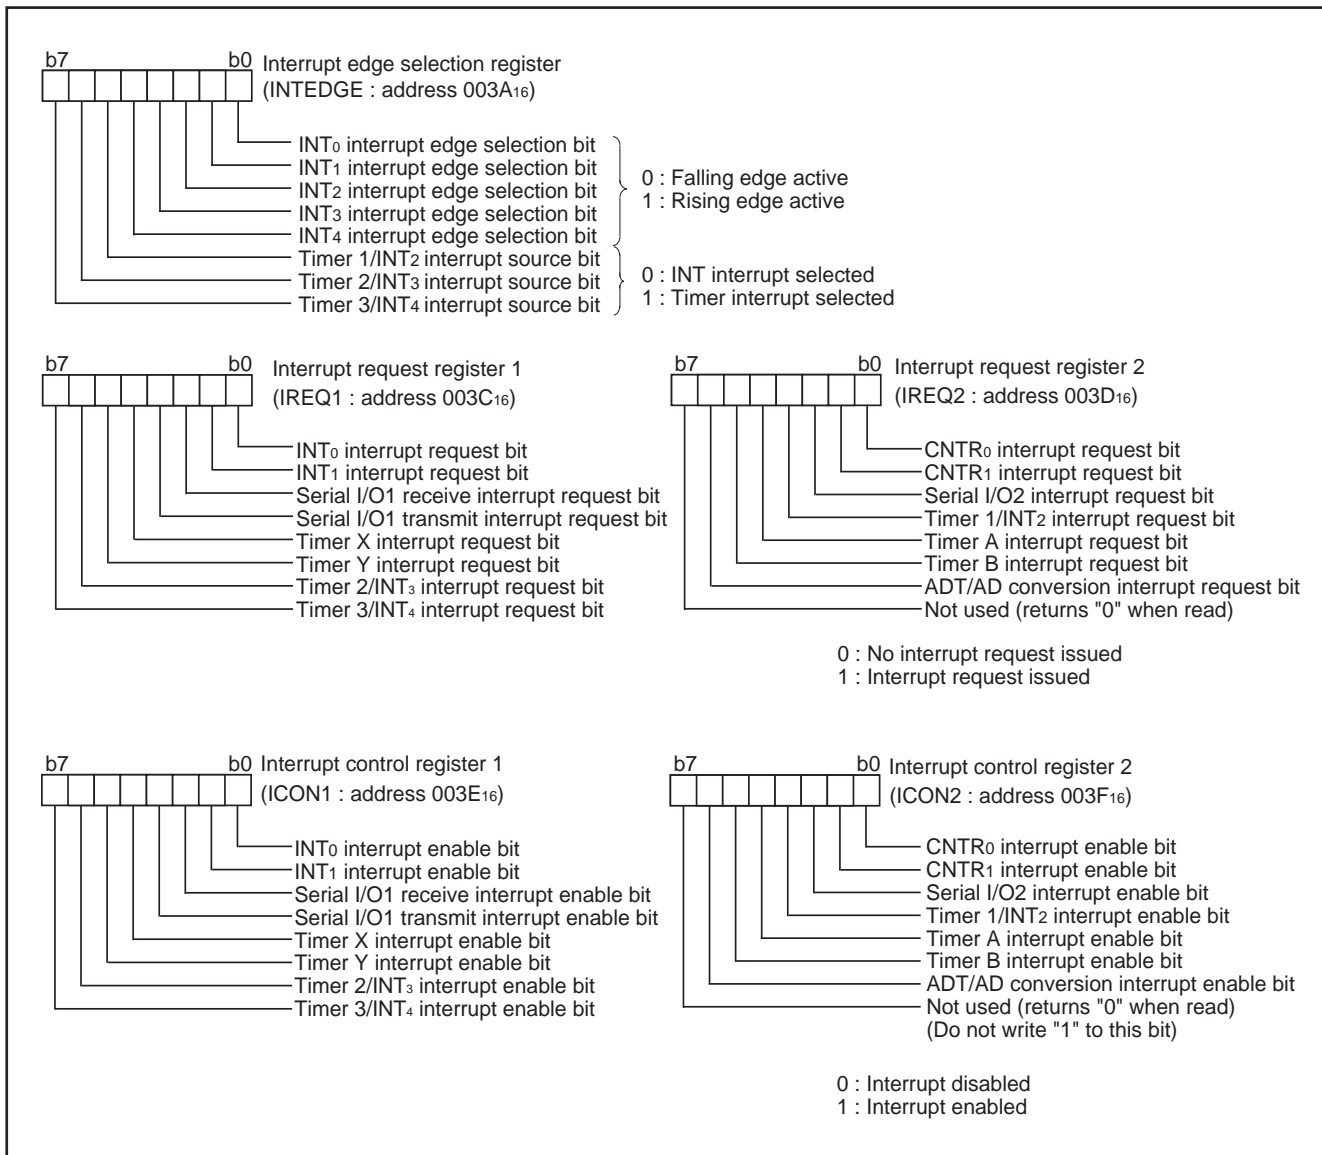 b7 b0 Interrupt edge selection register
(INTEDGE : address 003A16)
INT0 interrupt edge selection bit
INT1 interrupt edge selection bit
INT2 interrupt edge selection bit
INT3 interrupt edge selection bit
INT4 interrupt edge selection bit
0 : Falling edge active
1 : Rising edge active
Timer 1/INT2 interrupt source bit
Timer 2/INT3 interrupt source bit
Timer 3/INT4 interrupt source bit
0 : INT interrupt selected
1 : Timer interrupt selected
b7 b0 Interrupt request register 1
(IREQ1 : address 003C16)
INT0 interrupt request bit
INT1 interrupt request bit
Serial I/O1 receive interrupt request bit
Serial I/O1 transmit interrupt request bit
Timer X interrupt request bit
Timer Y interrupt request bit
Timer 2/INT3 interrupt request bit
Timer 3/INT4 interrupt request bit
b7 b0 Interrupt request register 2
(IREQ2 : address 003D16)
CNTR0 interrupt request bit
CNTR1 interrupt request bit
Serial I/O2 interrupt request bit
Timer 1/INT2 interrupt request bit
Timer A interrupt request bit
Timer B interrupt request bit
ADT/AD conversion interrupt request bit
Not used (returns "0" when read)
0 : No interrupt request issued
1 : Interrupt request issued
b7 b0 Interrupt control register 1
(ICON1 : address 003E16)
INT0 interrupt enable bit
INT1 interrupt enable bit
Serial I/O1 receive interrupt enable bit
Serial I/O1 transmit interrupt enable bit
Timer X interrupt enable bit
Timer Y interrupt enable bit
Timer 2/INT3 interrupt enable bit
Timer 3/INT4 interrupt enable bit
b7 b0 Interrupt control register 2
(ICON2 : address 003F16)
CNTR0 interrupt enable bit
CNTR1 interrupt enable bit
Serial I/O2 interrupt enable bit
Timer 1/INT2 interrupt enable bit
Timer A interrupt enable bit
Timer B interrupt enable bit
ADT/AD conversion interrupt enable bit
Not used (returns "0" when read)
(Do not write "1" to this bit)
0 : Interrupt disabled
1 : Interrupt enabled